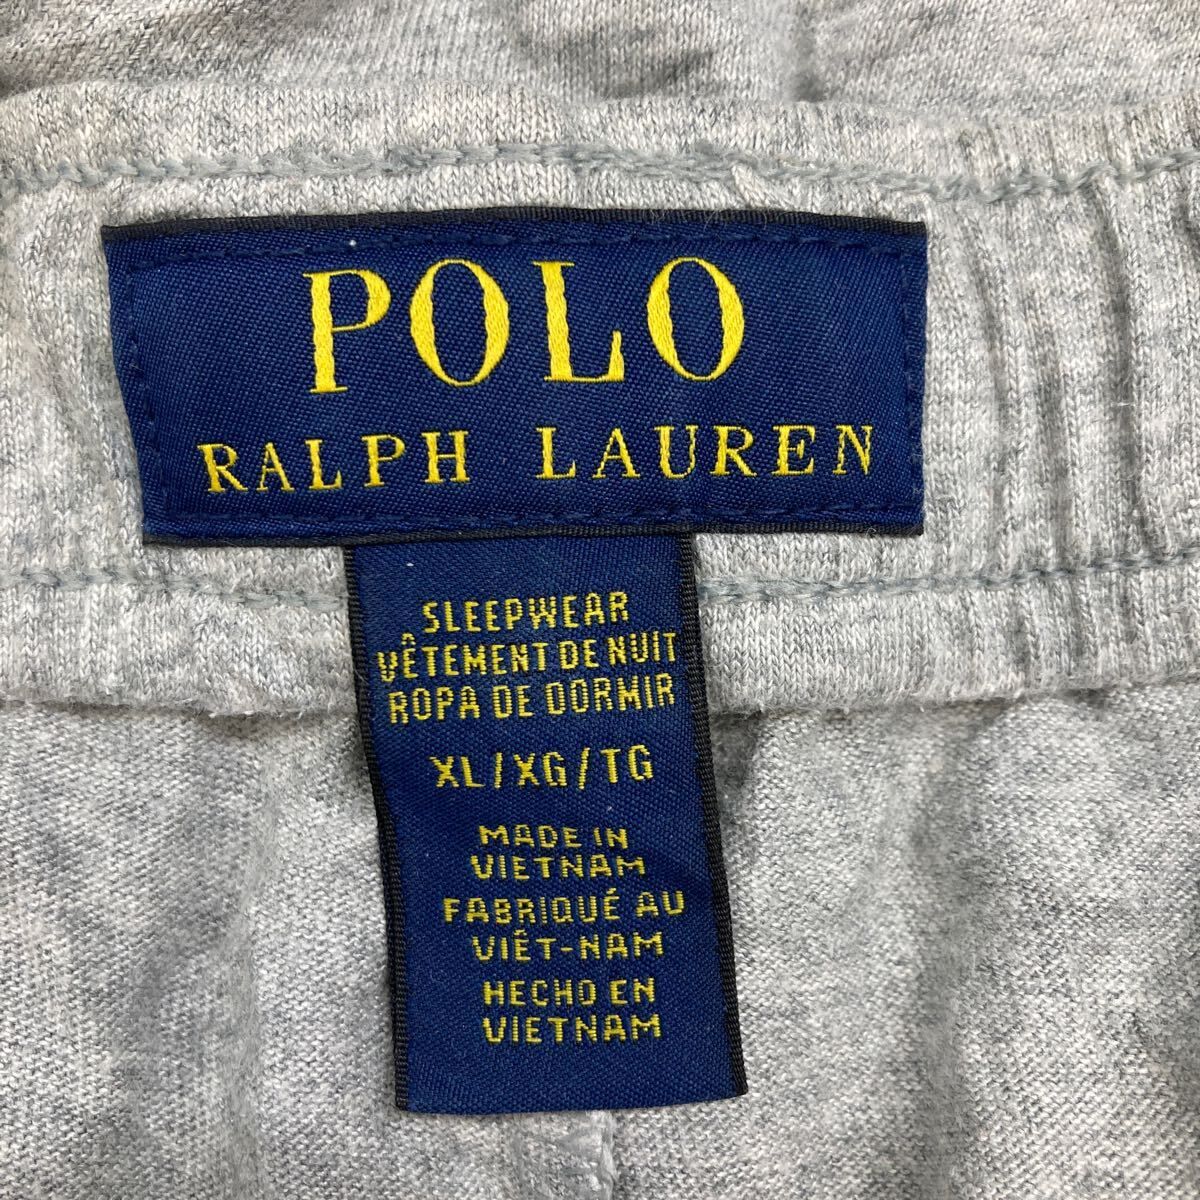 POLO
RALPH LAUREN
SLEEPWEAR
VÊTEMENT DE NUIT
ROPA DE DORMIR
XL/XG/TG
MADE IN
VIETNAM
FABRIQUÉ AU
VIÊT-NAM
HECHO EN
VIETNAM